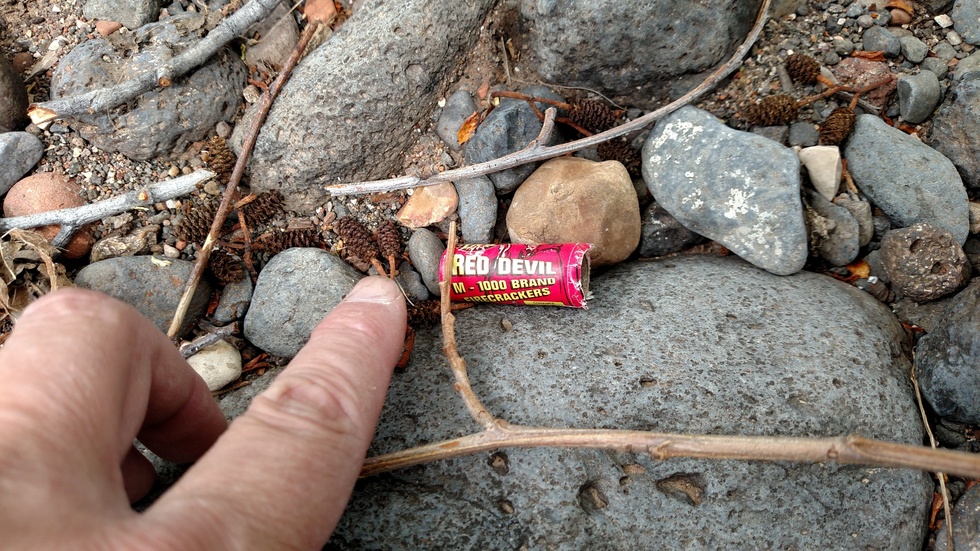 RED DEVIL
M - 1000 BRAND
FIRECRACKERS